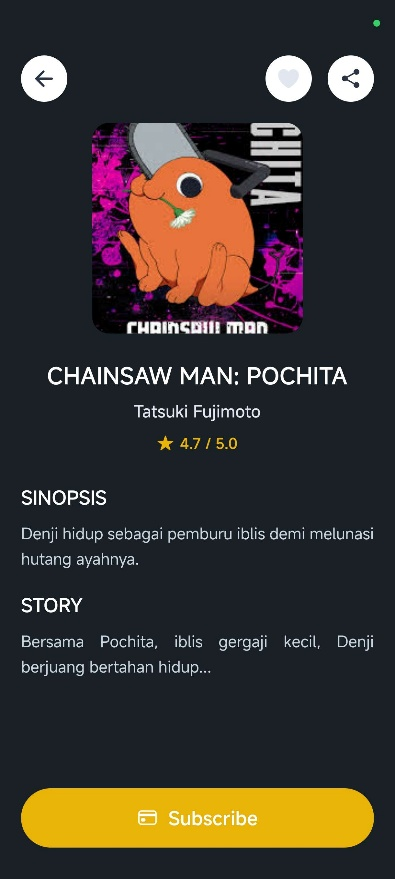 CHITA
CHAINSAW MAN
CHAINSAW MAN: POCHITA
Tatsuki Fujimoto
4.7 / 5.0
SINOPSIS
Denji hidup sebagai pemburu iblis demi melunasi
hutang ayahnya.
STORY
Bersama Pochita, iblis gergaji kecil, Denji
berjuang bertahan hidup...
Subscribe